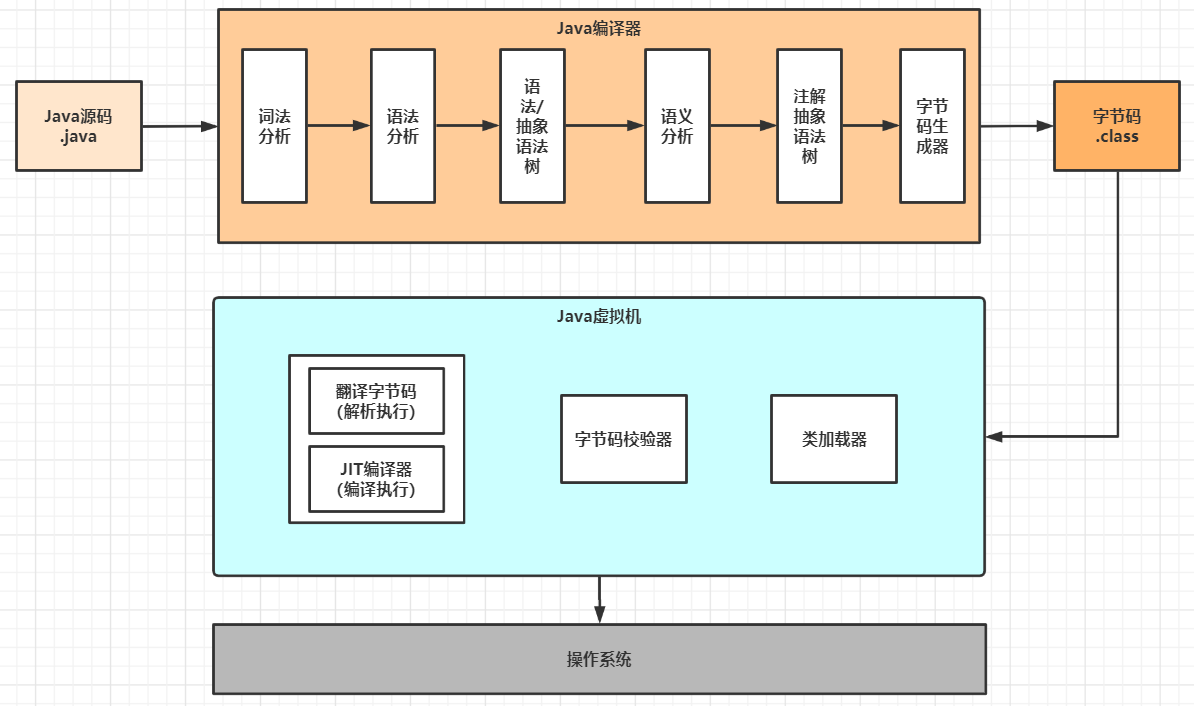 Java编译器
Java源码
.java
词法
分析
语法
分析
语
法/
抽象
语法
树
语义
分析
注解
抽象
语法
树
字节
码生
成器
字节码
.class
Java虚拟机
翻译字节码
(解析执行)
JIT编译器
(编译执行)
字节码校验器
类加载器
操作系统